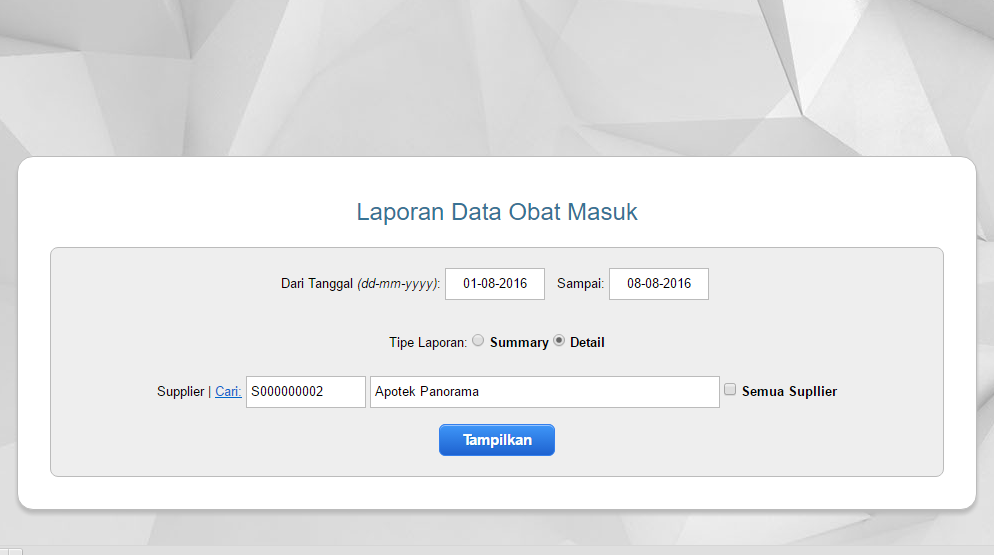 Laporan Data Obat Masuk
Dari Tanggal (dd-mm-yyyy): 01-08-2016 Sampai: 08-08-2016
Tipe Laporan: Summary Detail
Supplier | Cari: S000000002 Apotek Panorama Semua Supllier
Tampilkan